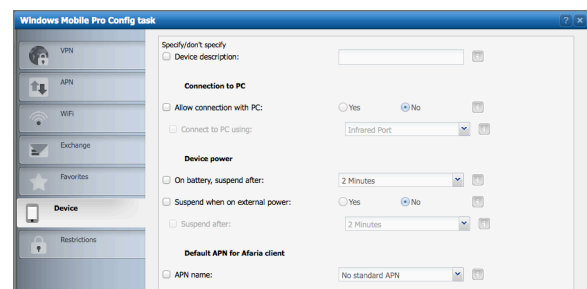 Windows Mobile Pro Config task
VPN
APN
WiFi
Exchange
Favorites
Device
Restrictions
Specify/don't specify
Device description:
Connection to PC
Allow connection with PC: Yes No
Connect to PC using: Infrared Port
Device power
On battery, suspend after: 2 Minutes
Suspend when on external power: Yes No
Suspend after: 2 Minutes
Default APN for Afaria client
APN name: No standard APN